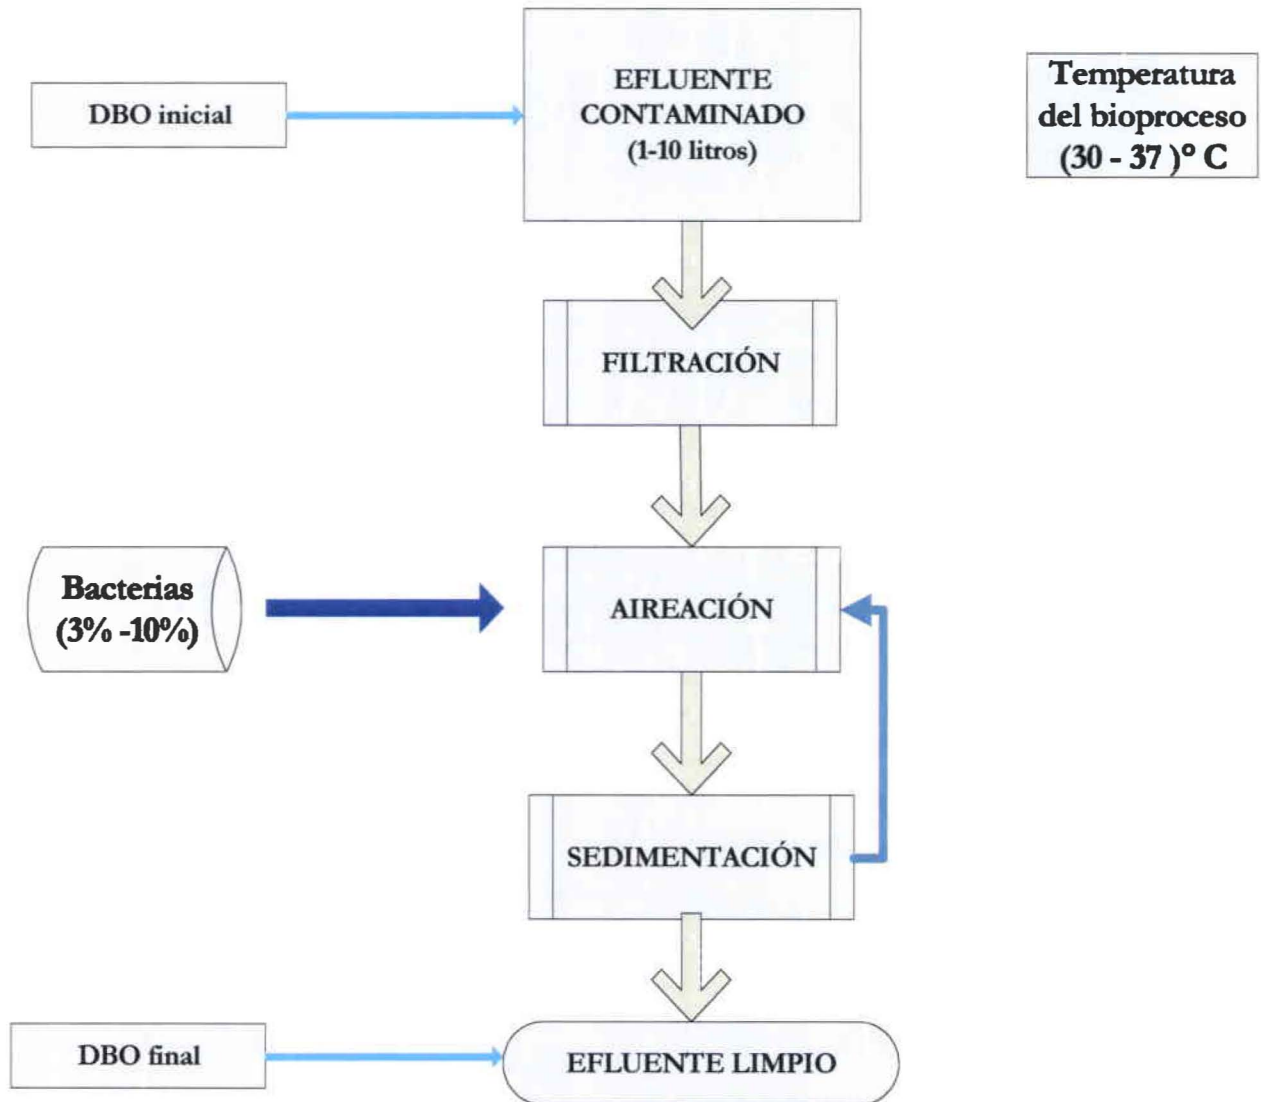 DBO inicial
EFLUENTE
CONTAMINADO
(1-10 litros)
Temperatura
del bioproceso
(30 - 37 )° C
FILTRACIÓN
Bacterias
(3% -10%)
AIREACIÓN
SEDIMENTACIÓN
DBO final
EFLUENTE LIMPIO